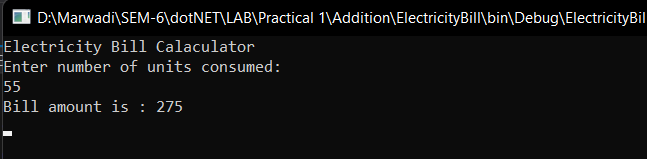 D:\Marwadi\SEM-6\dotNET\LAB\Practical 1\Addition\ElectricityBill\bin\Debug\ElectricityBil
Electricity Bill Calaculator
Enter number of units consumed:
55
Bill amount is : 275